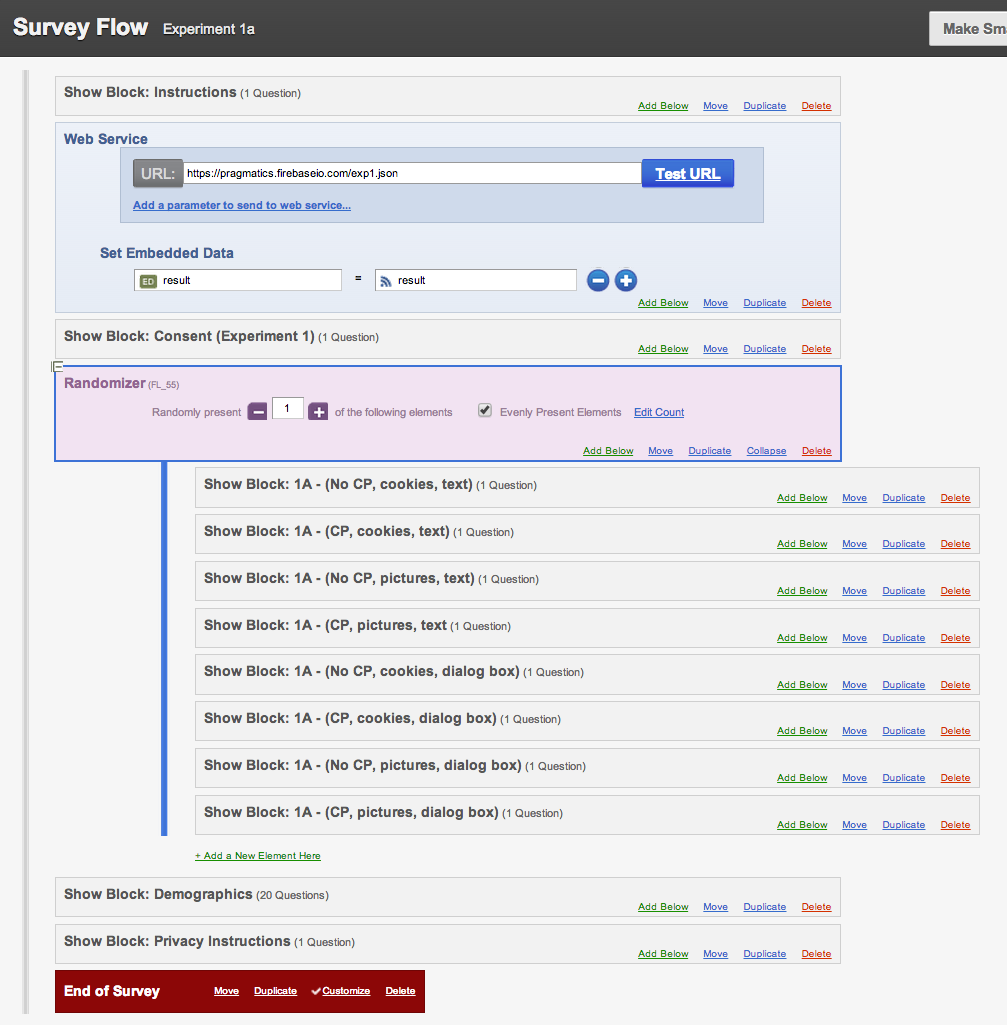 Survey Flow Experiment 1a Make Sm
Show Block: Instructions (1 Question)
Add Below Move Duplicate Delete
Web Service
URL: https://pragmatics.firebaseio.com/exp1.json Test URL
Add a parameter to send to web service...
Set Embedded Data
ED result = result
Add Below Move Duplicate Delete
Show Block: Consent (Experiment 1) (1 Question)
Add Below Move Duplicate Delete
Randomizer (FL_55)
Randomly present 1 of the following elements Evenly Present Elements Edit Count
Add Below Move Duplicate Collapse Delete
Show Block: 1A - (No CP, cookies, text) (1 Question)
Add Below Move Duplicate Delete
Show Block: 1A - (CP, cookies, text) (1 Question)
Add Below Move Duplicate Delete
Show Block: 1A - (No CP, pictures, text) (1 Question)
Add Below Move Duplicate Delete
Show Block: 1A - (CP, pictures, text (1 Question)
Add Below Move Duplicate Delete
Show Block: 1A - (No CP, cookies, dialog box) (1 Question)
Add Below Move Duplicate Delete
Show Block: 1A - (CP, cookies, dialog box) (1 Question)
Add Below Move Duplicate Delete
Show Block: 1A - (No CP, pictures, dialog box) (1 Question)
Add Below Move Duplicate Delete
Show Block: 1A - (CP, pictures, dialog box) (1 Question)
Add Below Move Duplicate Delete
+ Add a New Element Here
Show Block: Demographics (20 Questions)
Add Below Move Duplicate Delete
Show Block: Privacy Instructions (1 Question)
Add Below Move Duplicate Delete
End of Survey Move Duplicate Customize Delete